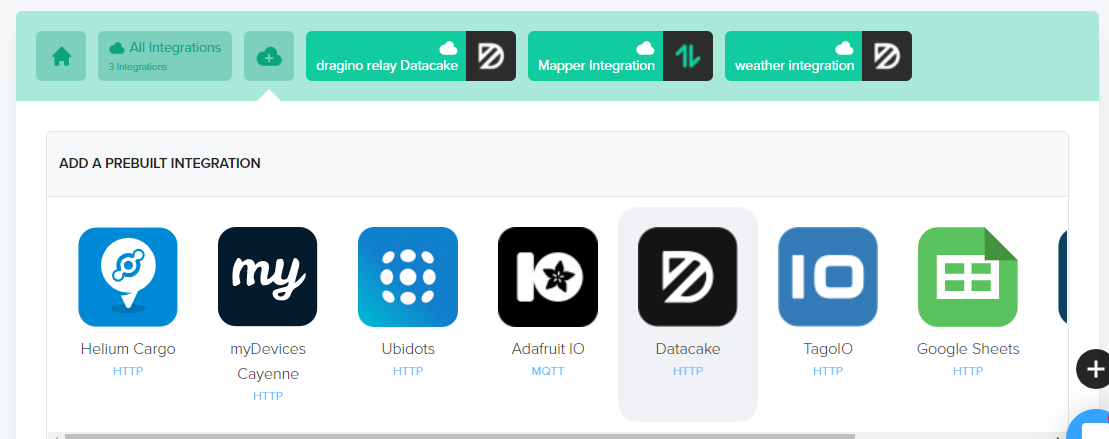 All Integrations
3 Integrations
dragino relay Datacake
Mapper Integration
weather integration
ADD A PREBUILT INTEGRATION
my
IO
IO
Helium Cargo
HTTP
myDevices
Cayenne
HTTP
Ubidots
HTTP
Adafruit IO
MQTT
Datacake
HTTP
TagoIO
HTTP
Google Sheets
HTTP